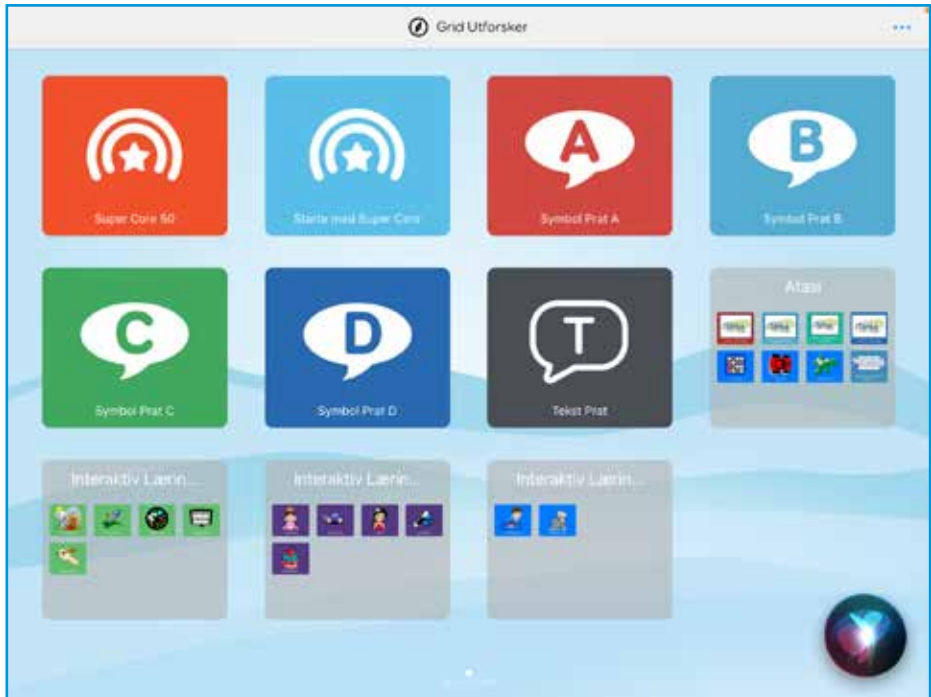 Grid Utforsker
Super Core 50
Starte med Super Core
A
Symbol Prat A
B
Symbol Prat B
C
Symbol Prat C
D
Symbol Prat D
T
Tekst Prat
Atasi
Interaktiv Lærin...
Interaktiv Lærin...
Interaktiv Lærin...